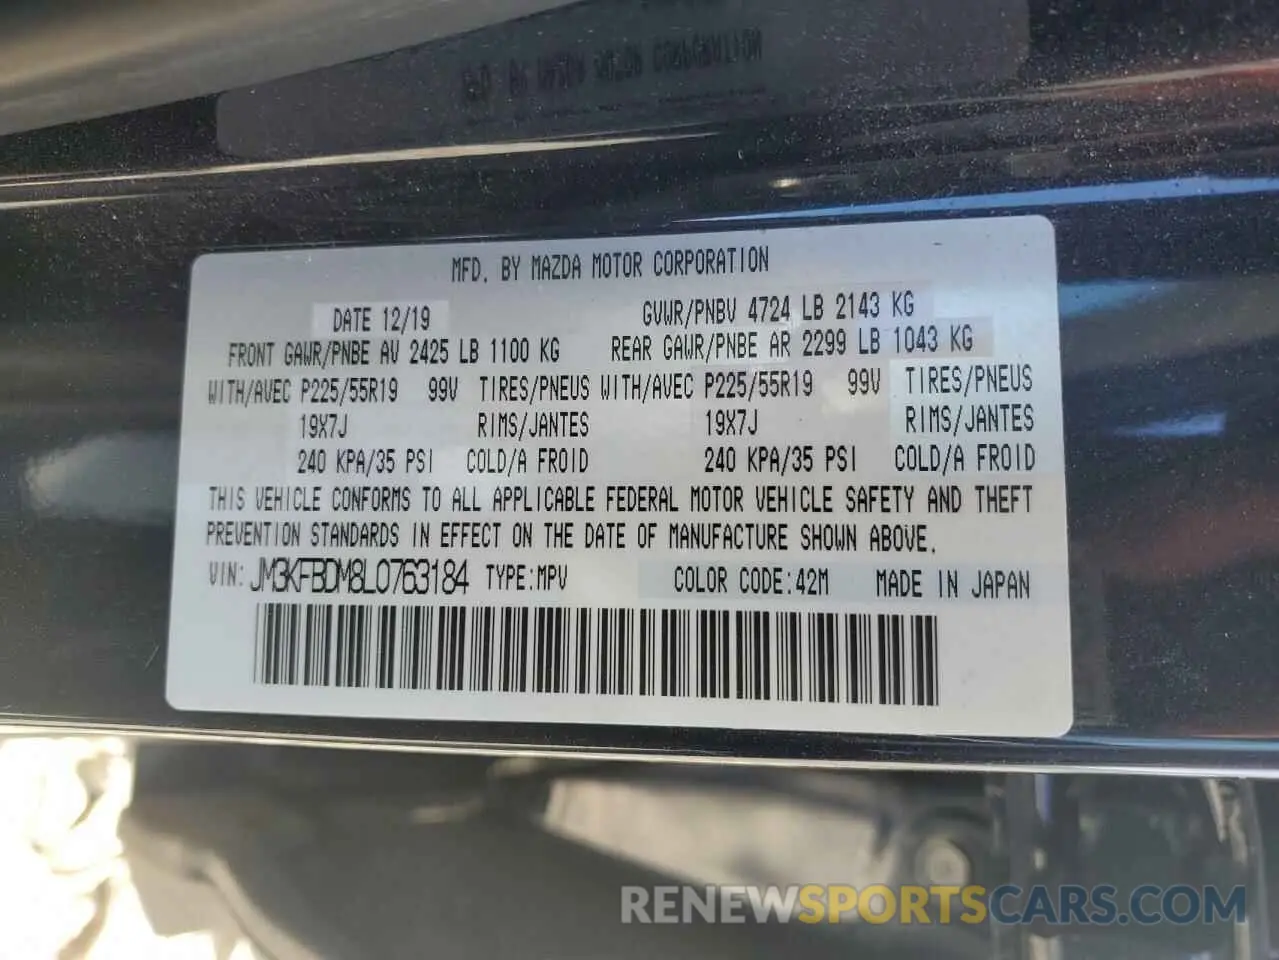 MFD. BY MAZDA MOTOR CORPORATION
DATE 12/19 GVWR/PNBV 4724 LB 2143 KG
FRONT GAWR/PNBE AV 2425 LB 1100 KG REAR GAWR/PNBE AR 2299 LB 1043 KG
WITH/AVEC P225/55R19 99V TIRES/PNEUS WITH/AVEC P225/55R19 99V TIRES/PNEUS
19X7J RIMS/JANTES 19X7J RIMS/JANTES
240 KPA/35 PSI COLD/A FROID 240 KPA/35 PSI COLD/A FROID
THIS VEHICLE CONFORMS TO ALL APPLICABLE FEDERAL MOTOR VEHICLE SAFETY AND THEFT
PREVENTION STANDARDS IN EFFECT ON THE DATE OF MANUFACTURE SHOWN ABOVE.
VIN: JM3KFBDM8L0763184 TYPE:MPV COLOR CODE:42M MADE IN JAPAN
RENEWSPORTSCARS.COM